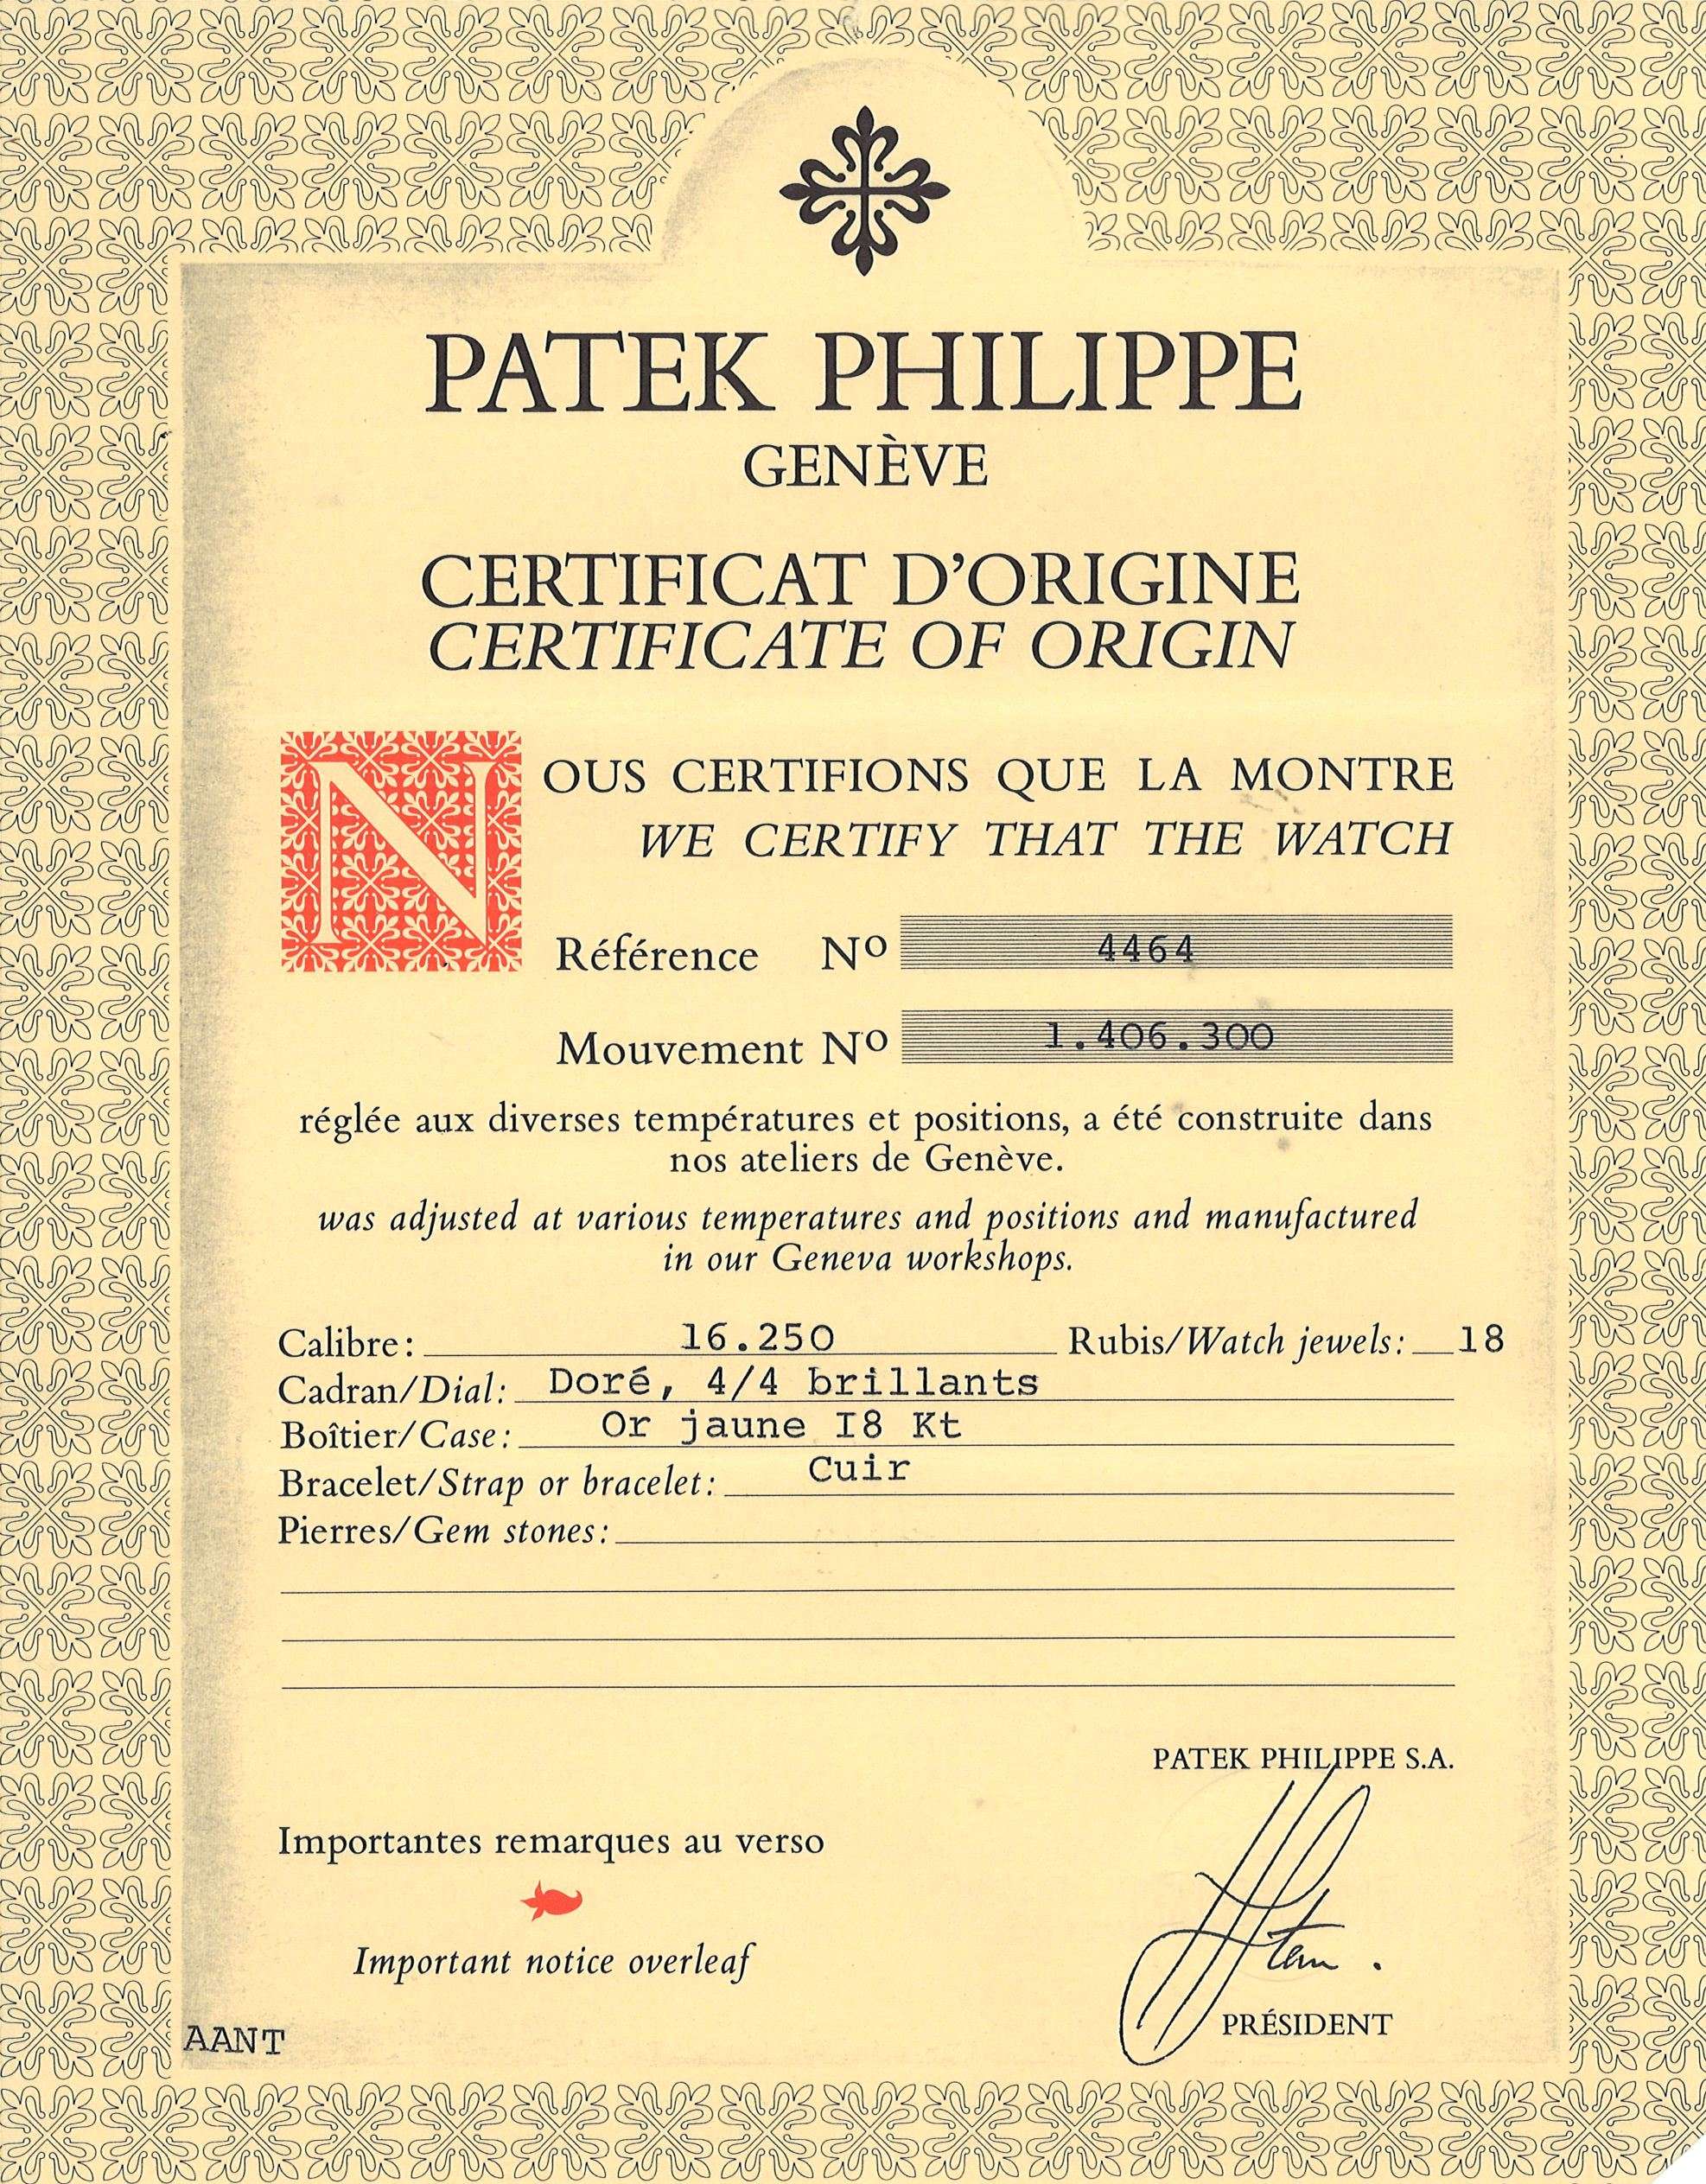 PATEK PHILIPPE
GENÈVE
CERTIFICAT D'ORIGINE
CERTIFICATE OF ORIGIN
NOUS CERTIFIONS QUE LA MONTRE
WE CERTIFY THAT THE WATCH
Référence Nº 4464
Mouvement Nº 1.406.300
réglée aux diverses températures et positions, a été construite dans
nos ateliers de Genève.
was adjusted at various temperatures and positions and manufactured
in our Geneva workshops.
Calibre: 16.250 Rubis/Watch jewels: 18
Cadran/Dial: Doré, 4/4 brillants
Boîtier/Case: Or jaune I8 Kt
Bracelet/Strap or bracelet: Cuir
Pierres/Gem stones:
PATEK PHILIPPE S.A.
Importantes remarques au verso
Important notice overleaf
PRÉSIDENT
AANT